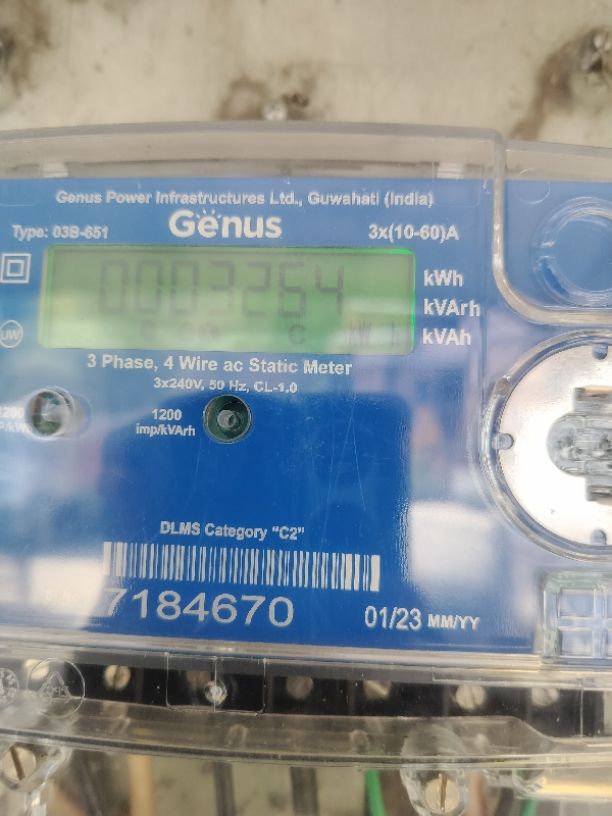 Genus Power Infrastructures Ltd., Guwahati (India)
Type: 03B-651
Genus
3x(10-60)A
0003264
kWh
kVArh
kVAh
3 Phase, 4 Wire ac Static Meter
3x240V, 50 Hz, CL-1.0
1200
1200
imp/kVArh
DLMS Category "C2"
7184670
01/23 MM/YY